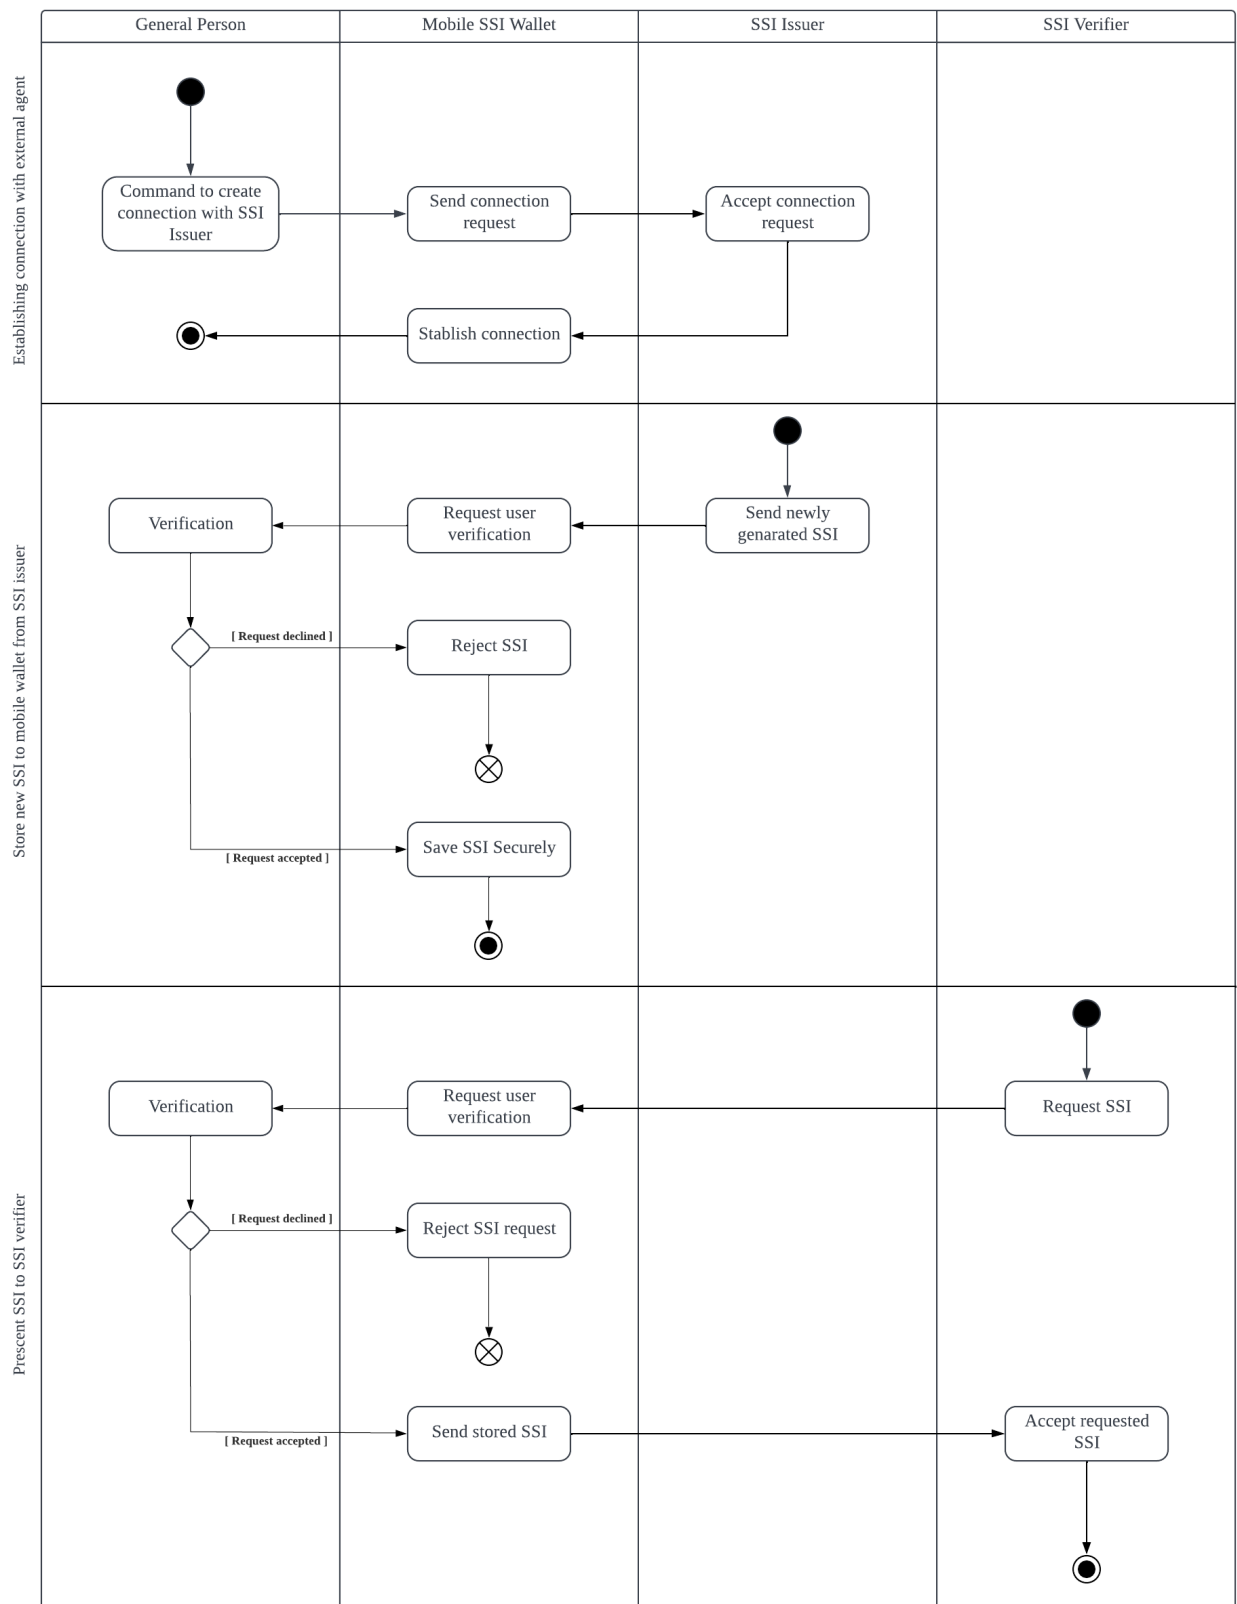 General Person
Mobile SSI Wallet
SSI Issuer
SSI Verifier
Establishing connection with external agent
Command to create
connection with SSI
Issuer
Send connection
request
Accept connection
request
Stablish connection
Store new SSI to mobile wallet from SSI issuer
Send newly
genarated SSI
Request user
verification
Verification
[ Request declined ]
Reject SSI
[ Request accepted ]
Save SSI Securely
Prescent SSI to SSI verifier
Request SSI
Request user
verification
Verification
[ Request declined ]
Reject SSI request
[ Request accepted ]
Send stored SSI
Accept requested
SSI